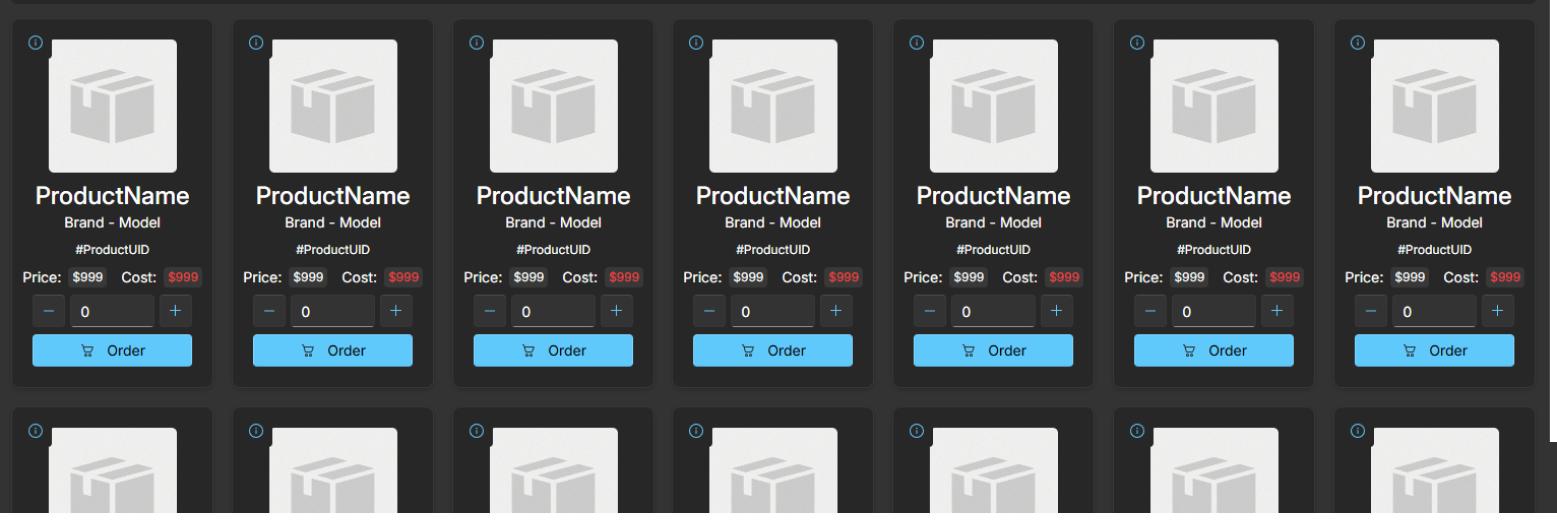 ProductName ProductName ProductName ProductName ProductName ProductName ProductName
Brand - Model Brand - Model Brand - Model Brand - Model Brand - Model Brand - Model Brand - Model
#ProductUID #ProductUID #ProductUID #ProductUID #ProductUID #ProductUID #ProductUID
Price: $999 Cost: $999 Price: $999 Cost: $999 Price: $999 Cost: $999 Price: $999 Cost: $999 Price: $999 Cost: $999 Price: $999 Cost: $999 Price: $999 Cost: $999
0 0 0 0 0 0 0
Order Order Order Order Order Order Order